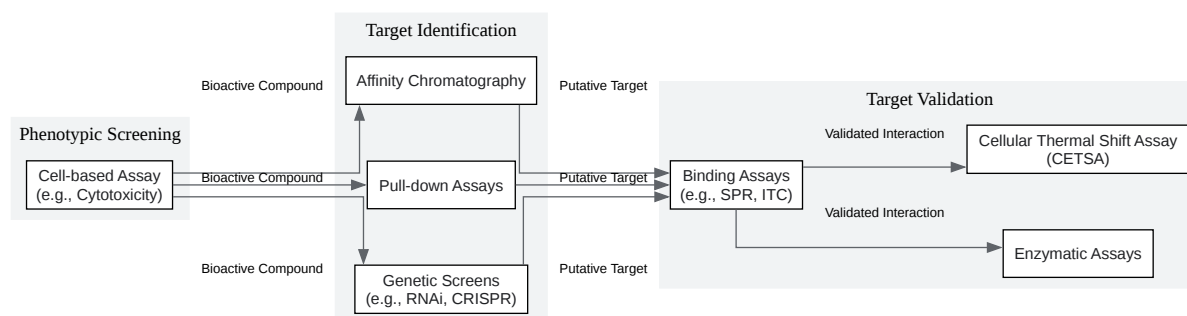 Phenotypic Screening
Cell-based Assay
(e.g., Cytotoxicity)
Bioactive Compound
Bioactive Compound
Bioactive Compound
Target Identification
Affinity Chromatography
Pull-down Assays
Genetic Screens
(e.g., RNAi, CRISPR)
Putative Target
Putative Target
Putative Target
Target Validation
Binding Assays
(e.g., SPR, ITC)
Validated Interaction
Validated Interaction
Cellular Thermal Shift Assay
(CETSA)
Enzymatic Assays